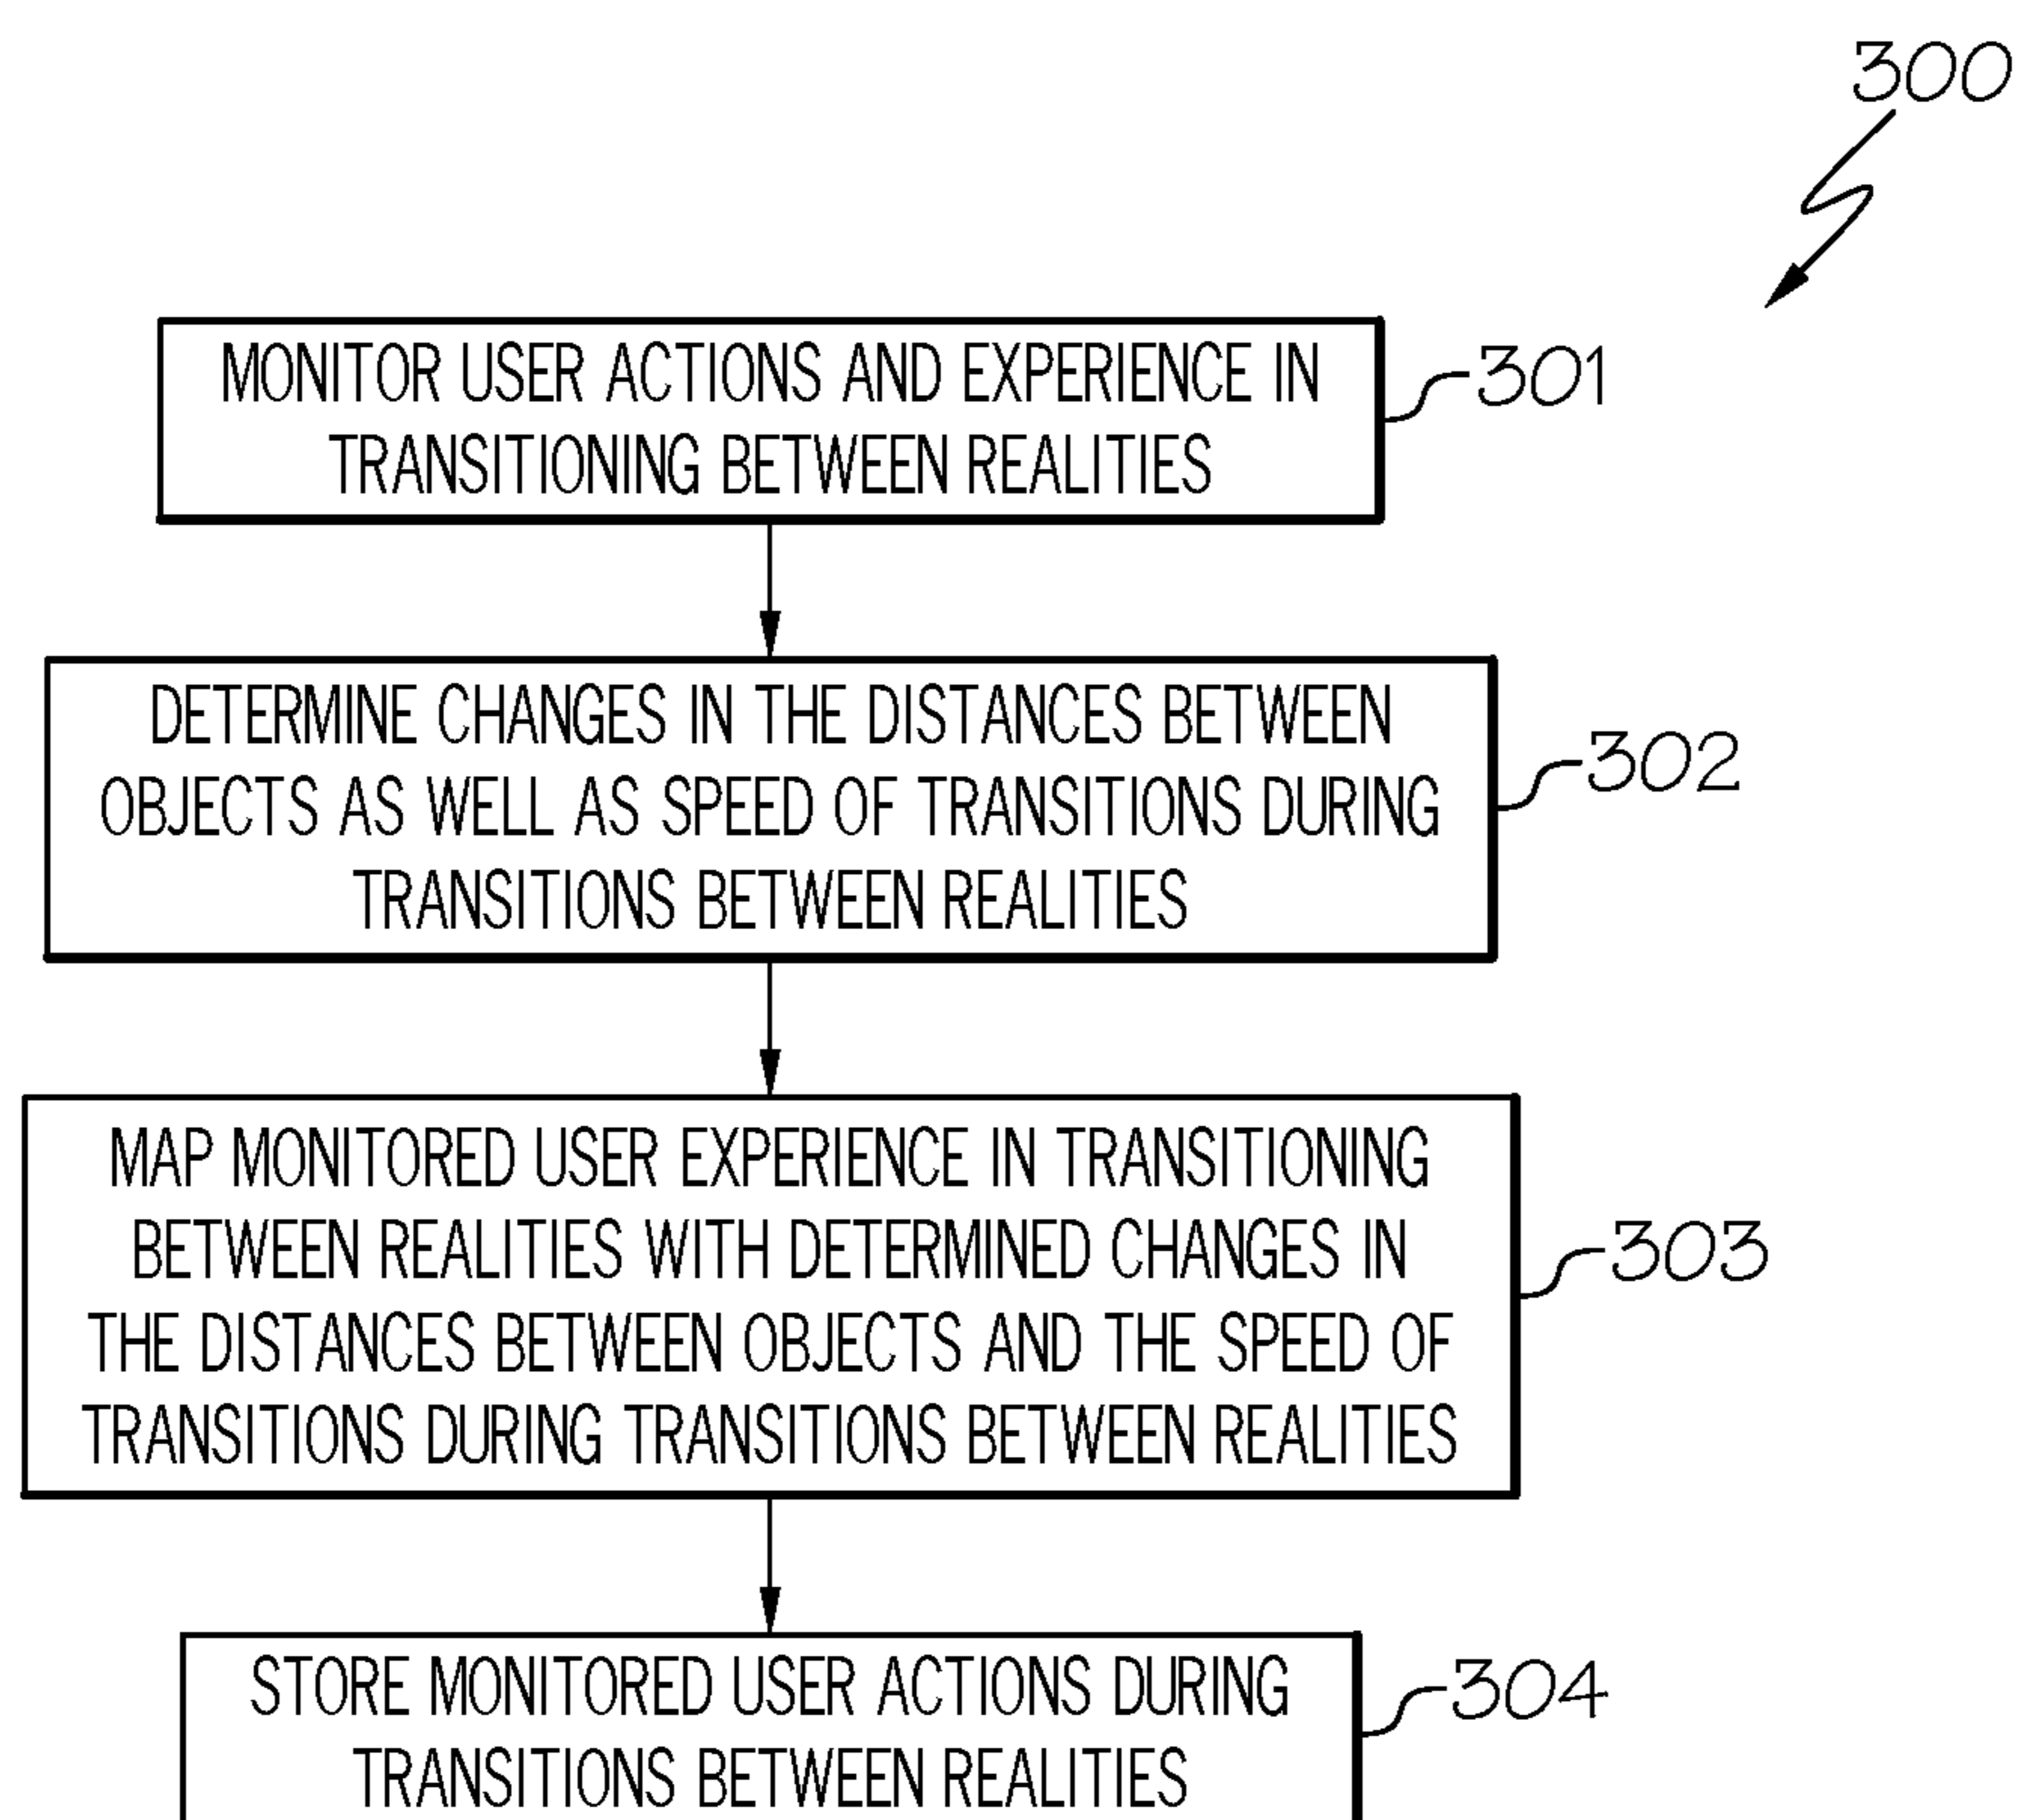 300
MONITOR USER ACTIONS AND EXPERIENCE IN
TRANSITIONING BETWEEN REALITIES
301
DETERMINE CHANGES IN THE DISTANCES BETWEEN
OBJECTS AS WELL AS SPEED OF TRANSITIONS DURING
TRANSITIONS BETWEEN REALITIES
302
MAP MONITORED USER EXPERIENCE IN TRANSITIONING
BETWEEN REALITIES WITH DETERMINED CHANGES IN
THE DISTANCES BETWEEN OBJECTS AND THE SPEED OF
TRANSITIONS DURING TRANSITIONS BETWEEN REALITIES
303
STORE MONITORED USER ACTIONS DURING
TRANSITIONS BETWEEN REALITIES
304